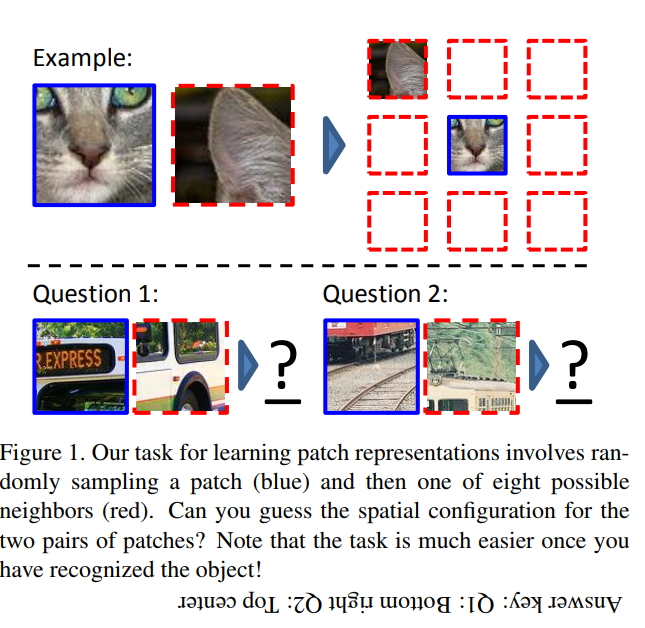 Example:
Question 1:
Question 2:
R.EXPRESS
?
?
Figure 1. Our task for learning patch representations involves ran-
domly sampling a patch (blue) and then one of eight possible
neighbors (red). Can you guess the spatial configuration for the
two pairs of patches? Note that the task is much easier once you
have recognized the object!
Answer key: Q1: Bottom right Q2: Top center